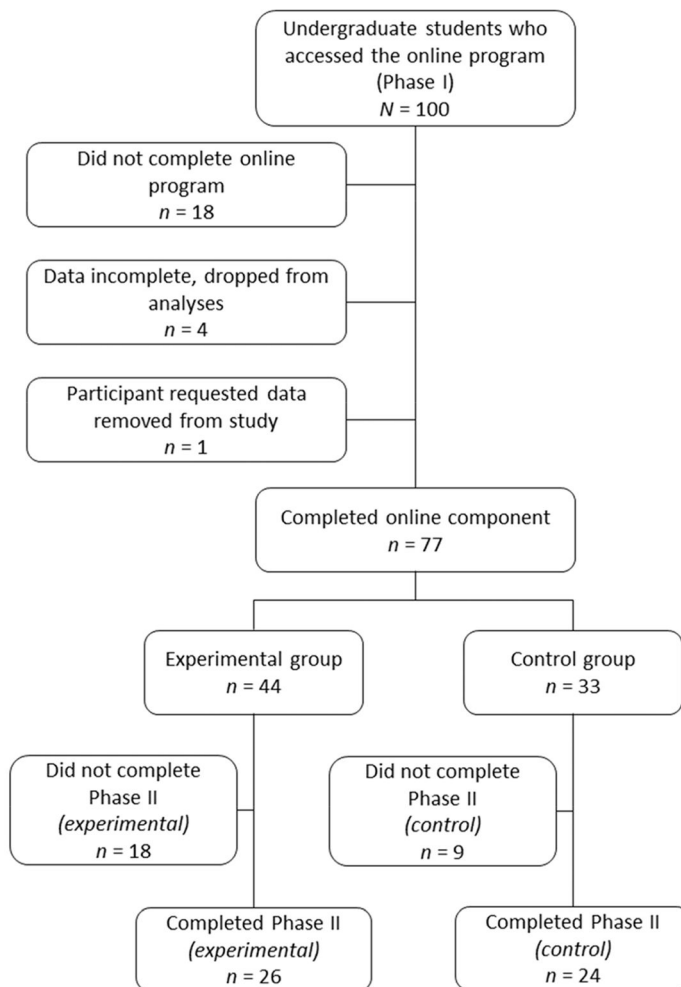 Undergraduate students who
accessed the online program
(Phase I)
N = 100
Did not complete online
program
n = 18
Data incomplete, dropped from
analyses
n = 4
Participant requested data
removed from study
n = 1
Completed online component
n = 77
Experimental group
n = 44
Control group
n = 33
Did not complete
Phase II
(experimental)
n = 18
Did not complete
Phase II
(control)
n = 9
Completed Phase II
(experimental)
n = 26
Completed Phase II
(control)
n = 24